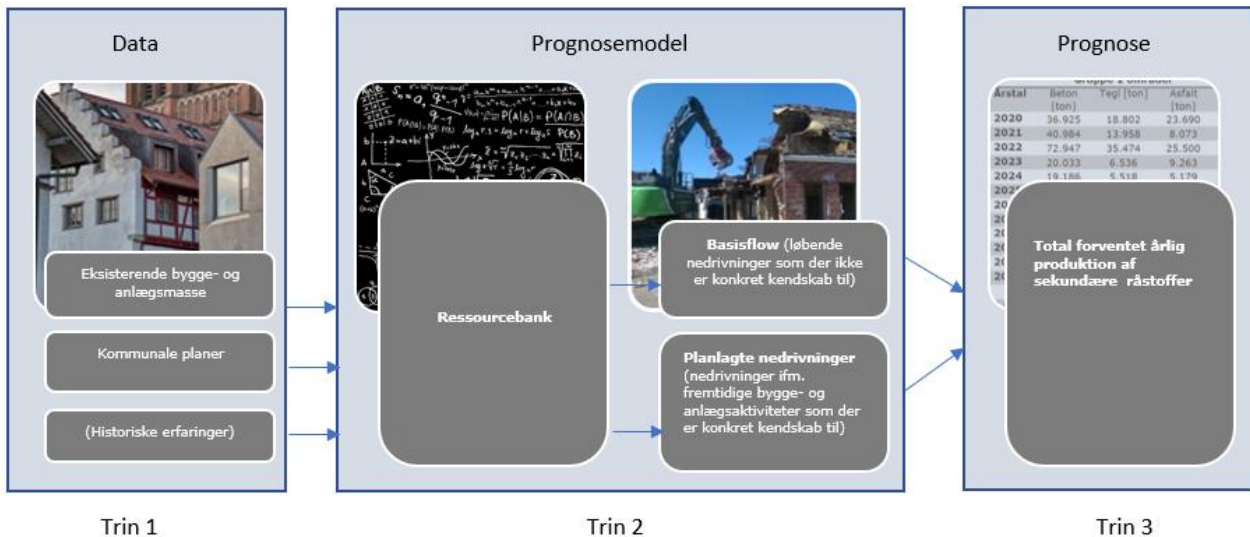 Data
Eksisterende bygge- og
anlægsmasse
Kommunale planer
(Historiske erfaringer)
Trin 1
Prognosemodel
P(A|B)
Ressourcebank
Basisflow (løbende
nedrivninger som der ikke
er konkret kendskab til)
Planlagte nedrivninger
(nedrivninger ifm.
fremtidige bygge- og
anlægsaktiviteter som der
er konkret kendskab til)
Trin 2
Prognose
Årstal Beton Tegl [ton] Asfalt
[ton] [ton]
2020 36.925 18.802 23.690
2021 40.984 13.958 8.073
2022 72.947 35.474 25.500
2023 20.033 6.536 9.263
2024 19.186 5.518 5.179
Total forventet årlig
produktion af
sekundære råstoffer
Trin 3